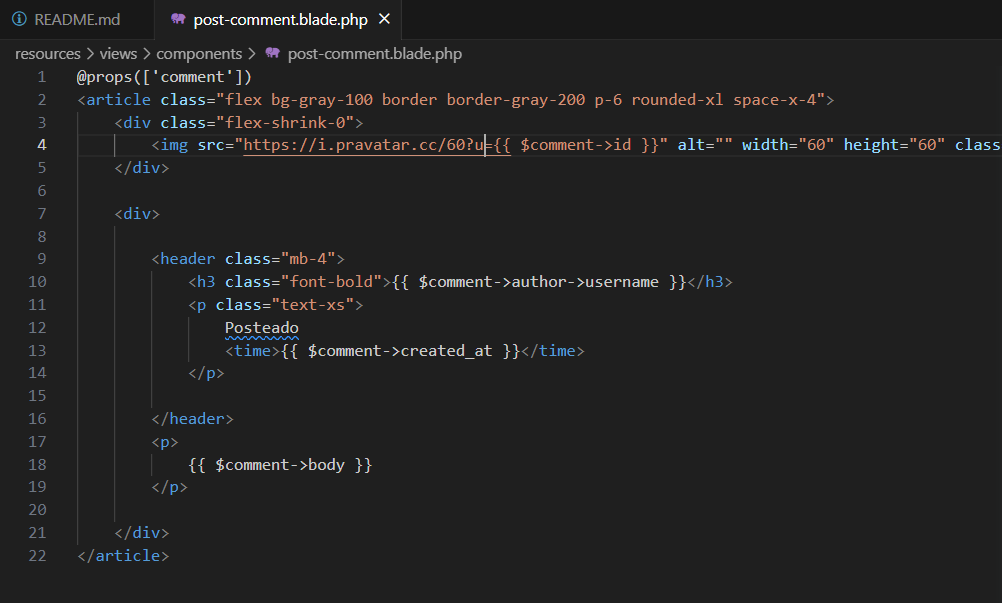 README.md post-comment.blade.php
resources > views > components > post-comment.blade.php
1 @props(['comment'])
2 <article class="flex bg-gray-100 border border-gray-200 p-6 rounded-xl space-x-4">
3 <div class="flex-shrink-0">
4 <img src="https://i.pravatar.cc/60?u={{ $comment->id }}" alt="" width="60" height="60" class
5 </div>
6
7 <div>
8
9 <header class="mb-4">
10 <h3 class="font-bold">{{ $comment->author->username }}</h3>
11 <p class="text-xs">
12 Posteado
13 <time>{{ $comment->created_at }}</time>
14 </p>
15
16 </header>
17 <p>
18 {{ $comment->body }}
19 </p>
20
21 </div>
22 </article>